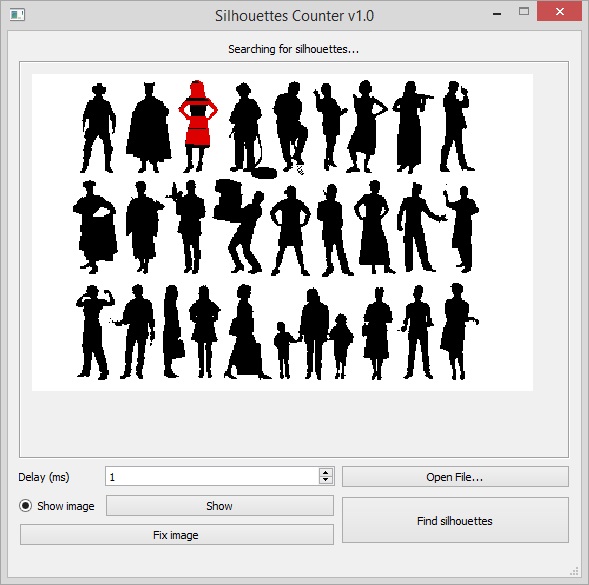 Silhouettes Counter v1.0
Searching for silhouettes...
Delay (ms)
1
Open File...
Show image
Show
Find silhouettes
Fix image